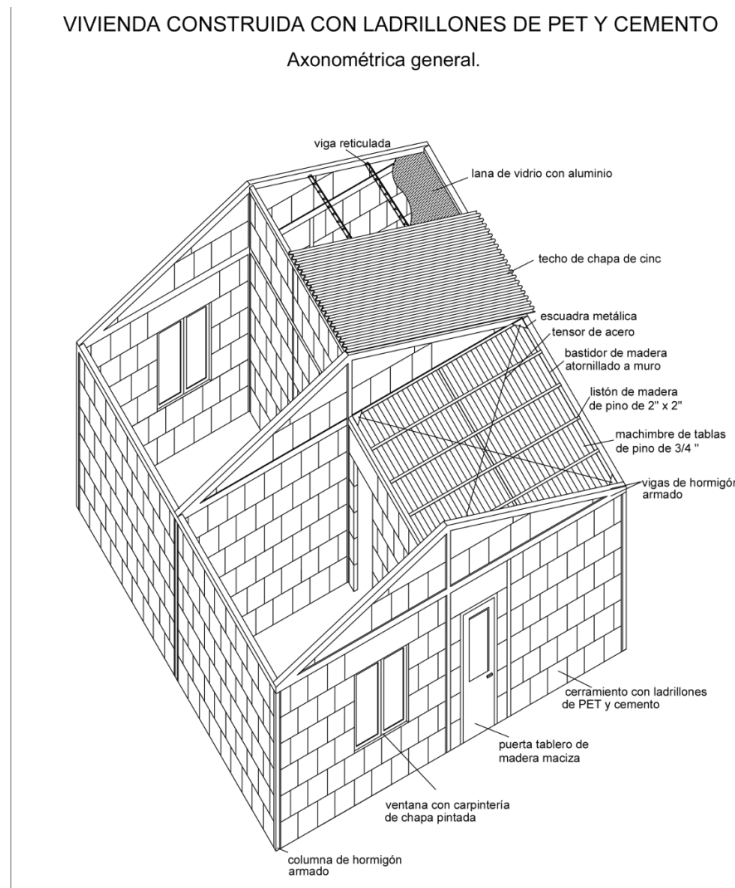 VIVIENDA CONSTRUIDA CON LADRILLONES DE PET Y CEMENTO
Axonométrica general.
viga reticulada
lana de vidrio con aluminio
techo de chapa de cinc
escuadra metálica
tensor de acero
bastidor de madera
atornillado a muro
listón de madera
de pino de 2" x 2"
machimbre de tablas
de pino de 3/4 "
vigas de hormigón
armado
cerramiento con ladrillones
de PET y cemento
puerta tablero de
madera maciza
ventana con carpintería
de chapa pintada
columna de hormigón
armado